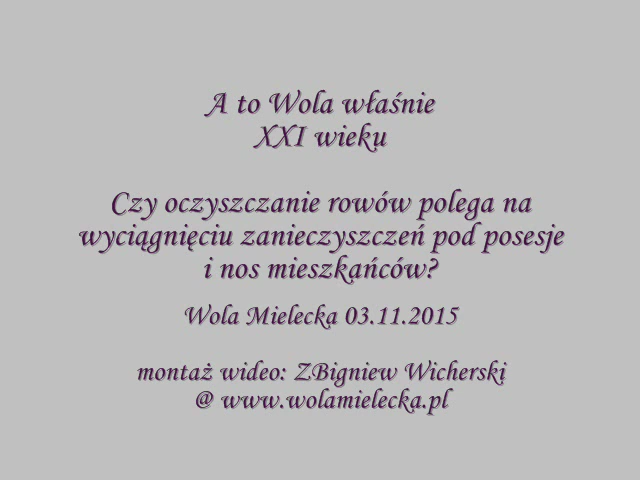 A to Wola właśnie
XXI wieku
Czy oczyszczanie rowów polega na
wyciągnięciu zanieczyszczeń pod posesje
i nos mieszkańców?
Wola Mielecka 03.11.2015
montaż wideo: ZBigniew Wicherski
@ www.wolamielecka.pl